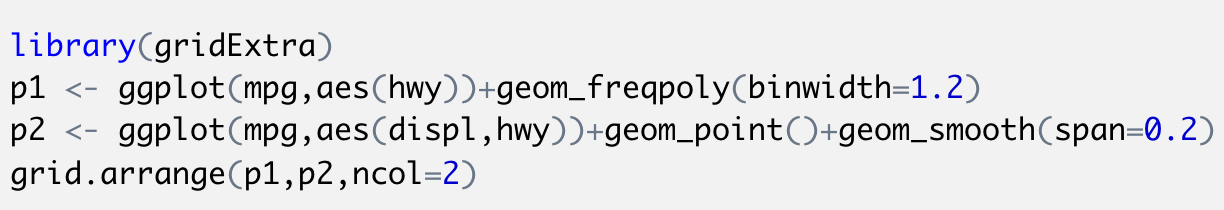 library(gridExtra)
p1 <- ggplot(mpg,aes(hwy))+geom_freqpoly(binwidth=1.2)
p2 <- ggplot(mpg,aes(displ,hwy))+geom_point()+geom_smooth(span=0.2)
grid.arrange(p1,p2,ncol=2)